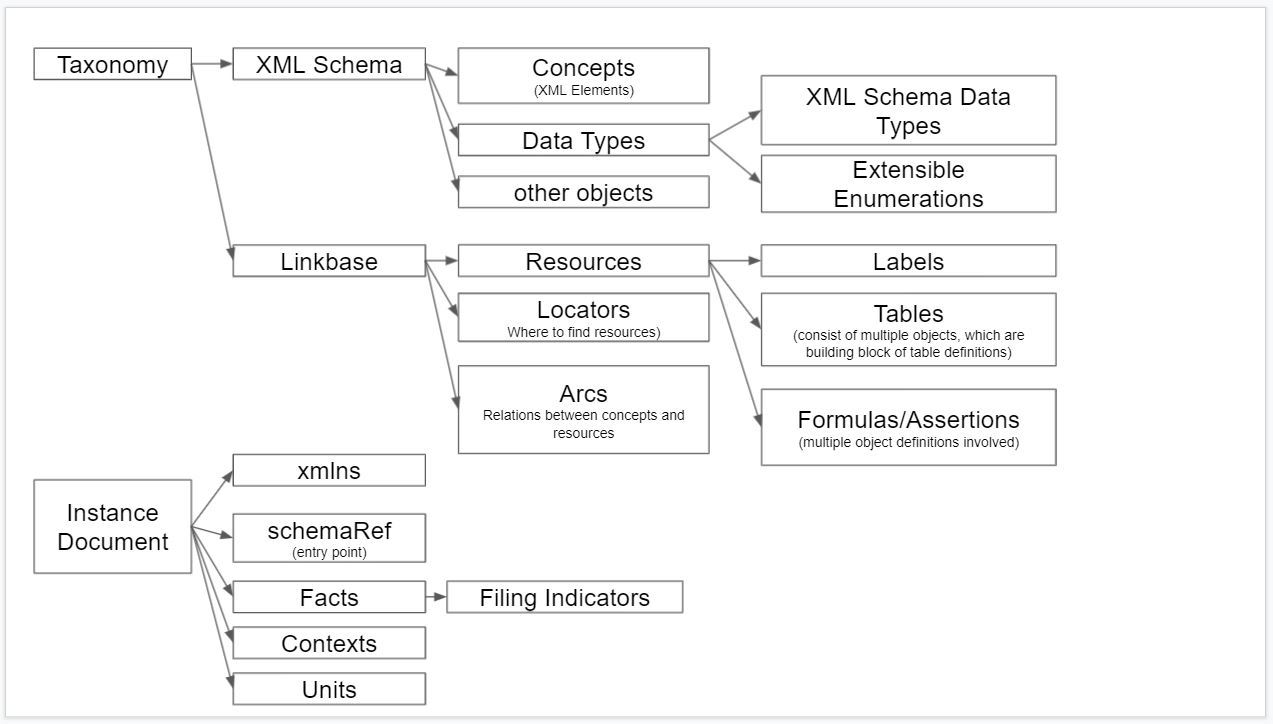 Taxonomy
XML Schema
Concepts
(XML Elements)
Data Types
other objects
XML Schema Data
Types
Extensible
Enumerations
Linkbase
Resources
Locators
Where to find resources)
Arcs
Relations between concepts and
resources
Labels
Tables
(consist of multiple objects, which are
building block of table definitions)
Formulas/Assertions
(multiple object definitions involved)
Instance
Document
xmlns
schemaRef
(entry point)
Facts
Filing Indicators
Contexts
Units